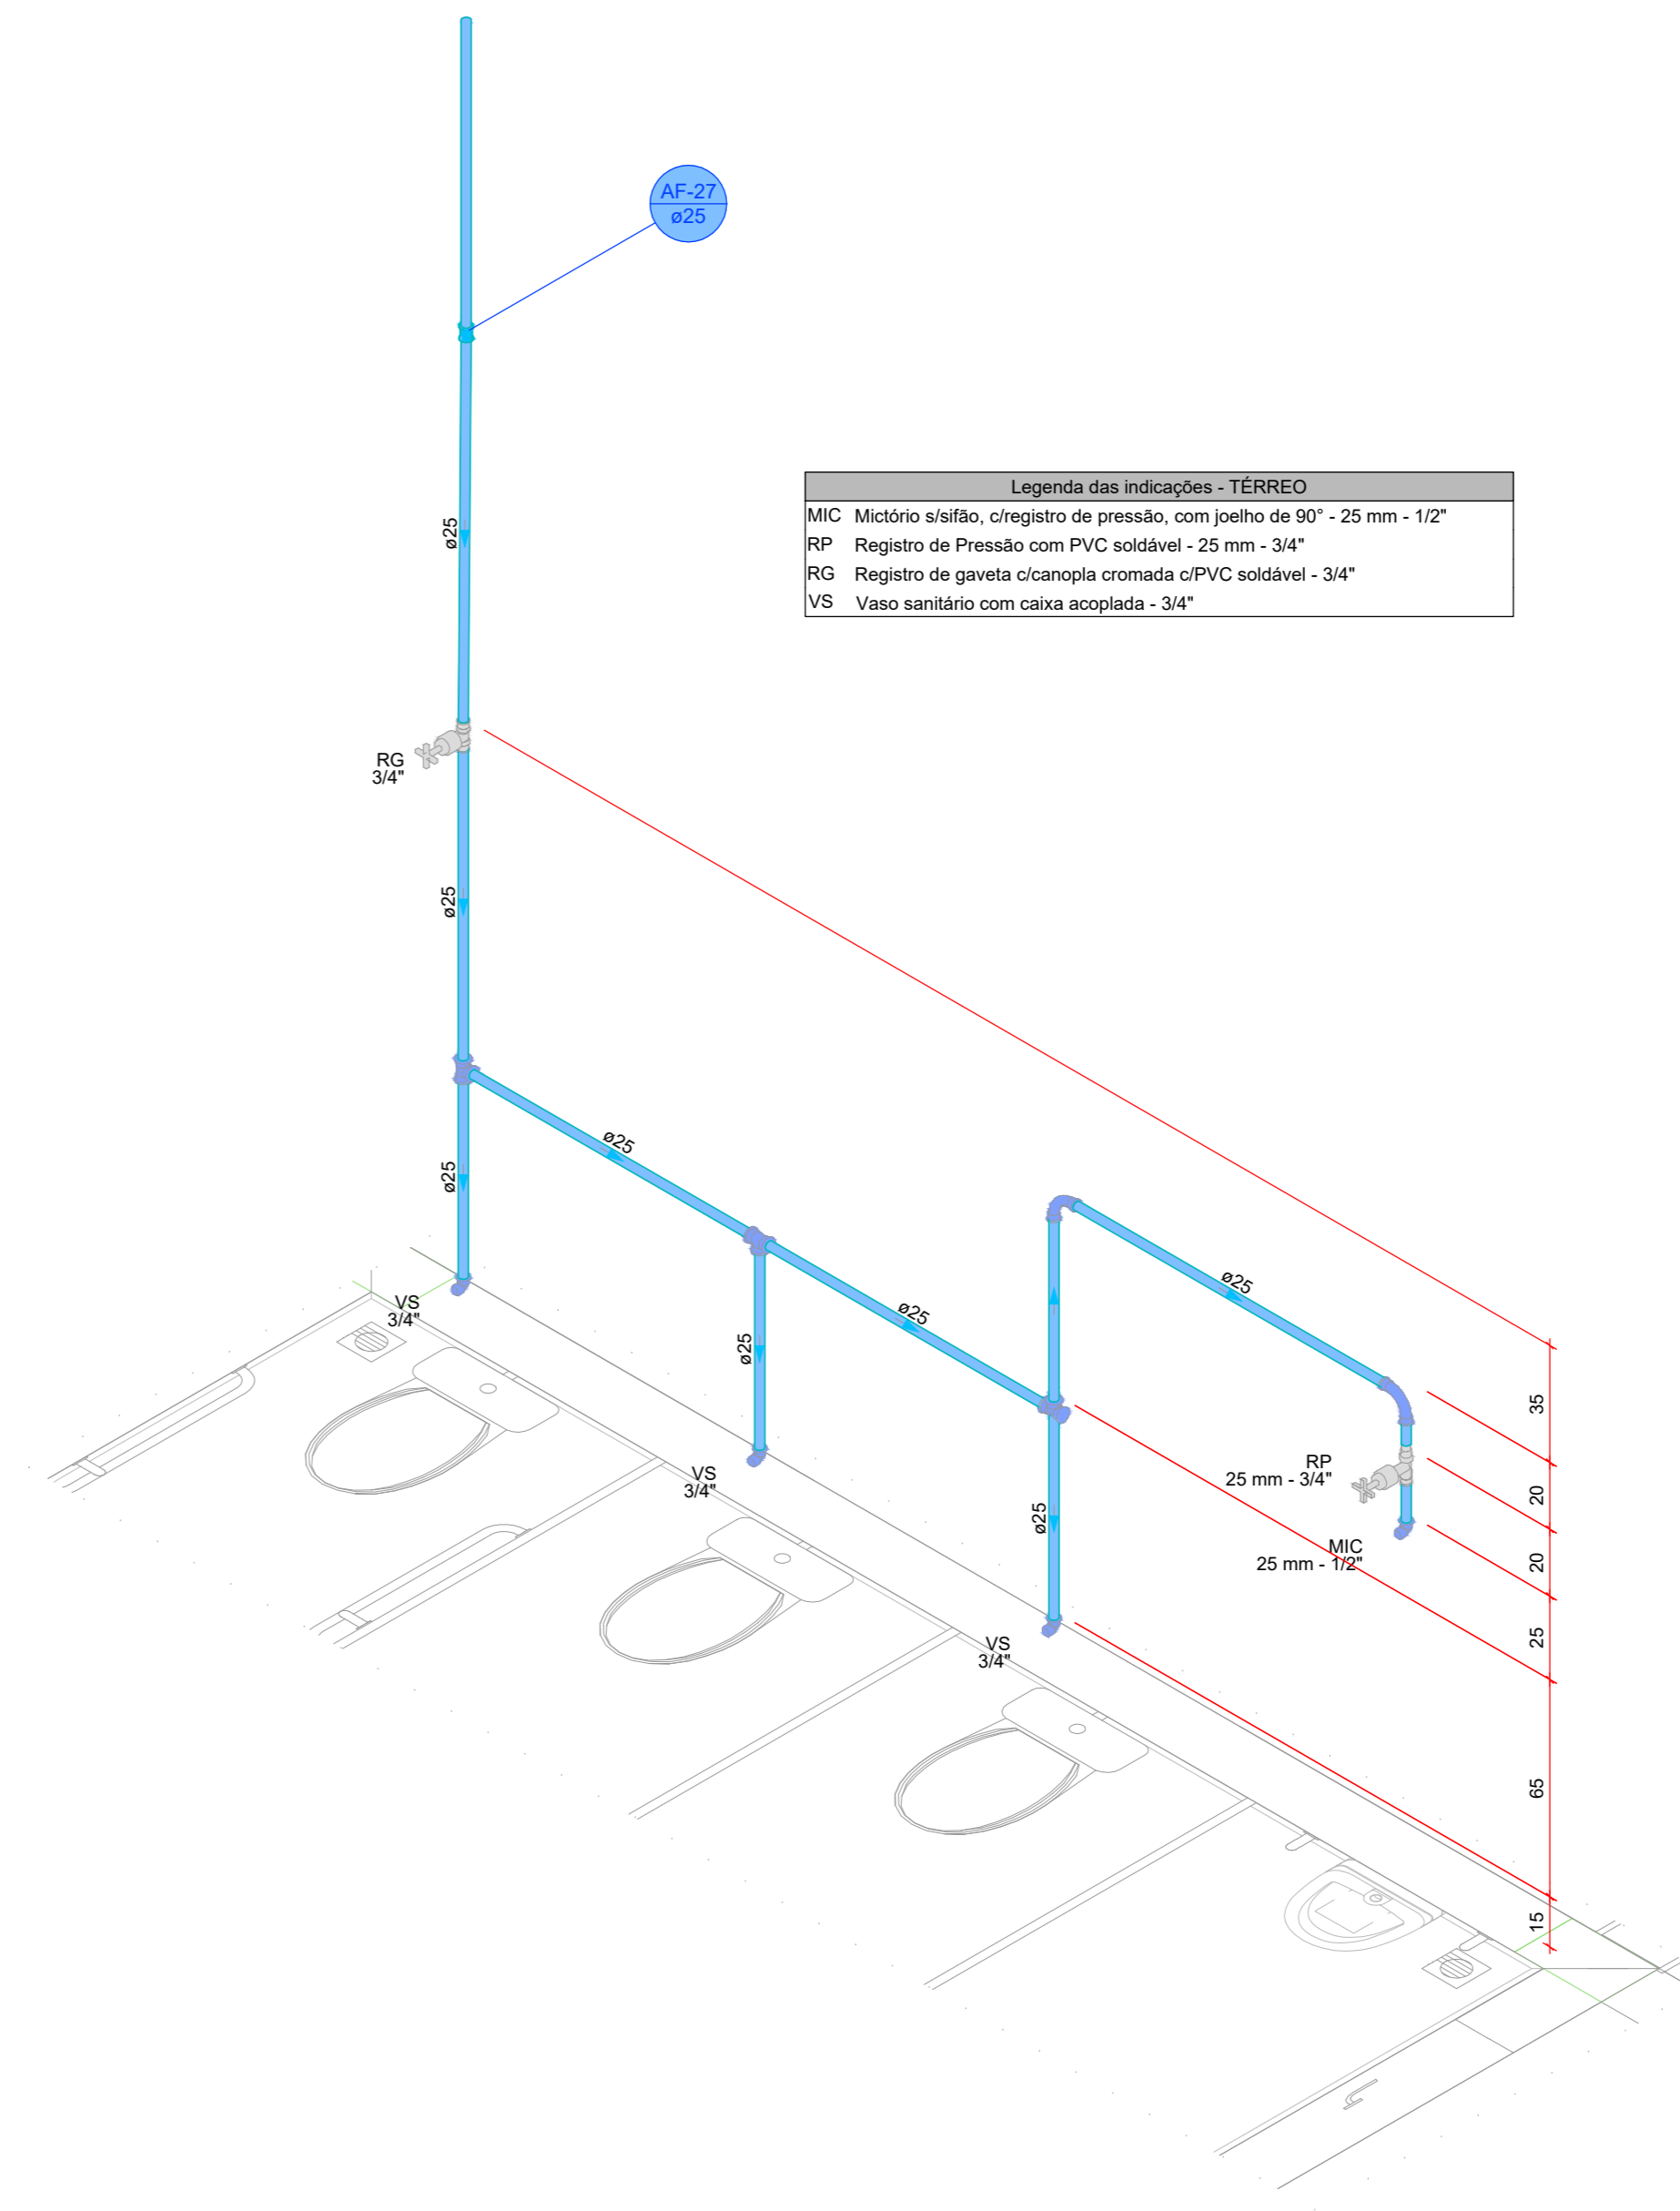 AF-27
ø25
Legenda das indicações - TÉRREO
MIC Mictório s/sifão, c/registro de pressão, com joelho de 90° - 25 mm - 1/2"
RP Registro de Pressão com PVC soldável - 25 mm - 3/4"
RG Registro de gaveta c/canopla cromada c/PVC soldável - 3/4"
VS Vaso sanitário com caixa acoplada - 3/4"
ø25
RG
3/4"
ø25
ø25
ø25
VS
3/4"
ø25
ø25
ø25
VS
3/4"
RP
25 mm - 3/4"
MIC
25 mm - 1/2"
ø25
VS
3/4"
35
20
20
25
65
15